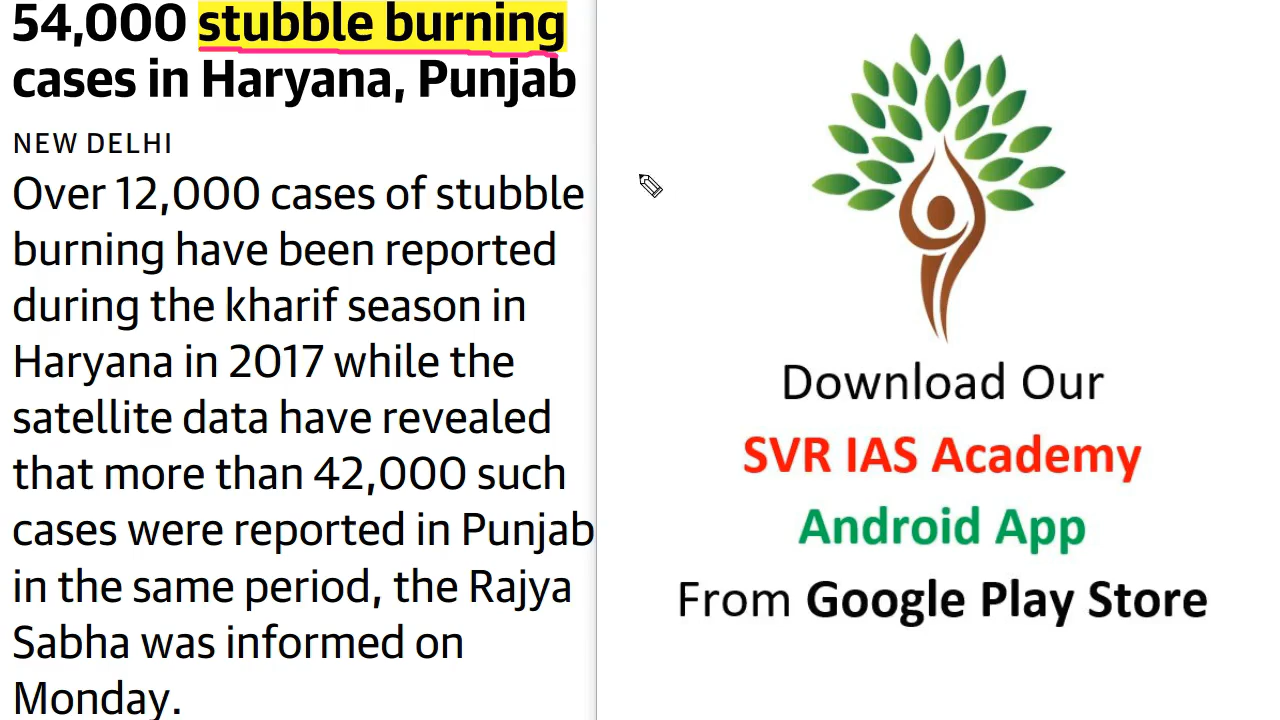 54,000 stubble burning
cases in Haryana, Punjab
NEW DELHI
Over 12,000 cases of stubble
burning have been reported
during the kharif season in
Haryana in 2017 while the
satellite data have revealed
that more than 42,000 such
cases were reported in Punjab
in the same period, the Rajya
Sabha was informed on
Monday.
Download Our
SVR IAS Academy
Android App
From Google Play Store